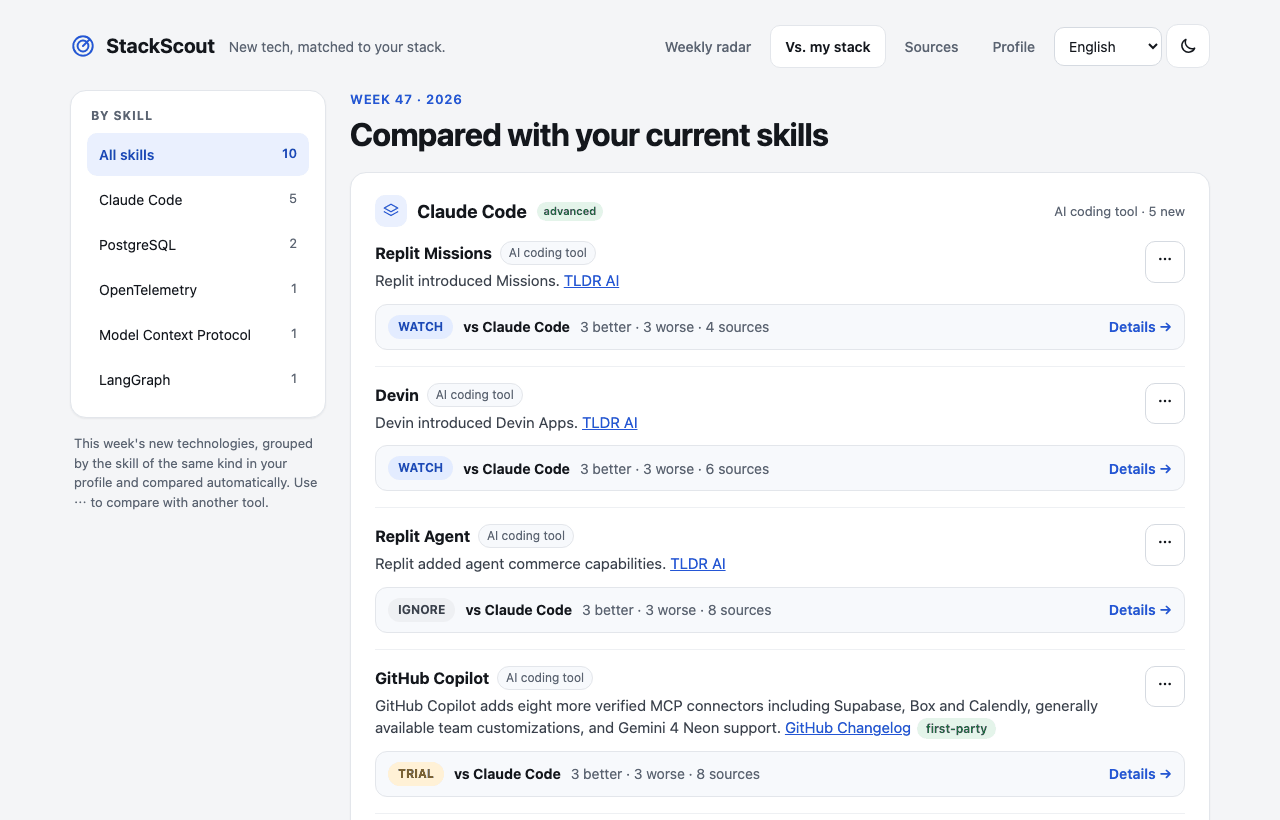 StackScout New tech, matched to your stack. Weekly radar Vs. my stack Sources Profile English
BY SKILL
All skills 10
Claude Code 5
PostgreSQL 2
OpenTelemetry 1
Model Context Protocol 1
LangGraph 1
This week's new technologies, grouped
by the skill of the same kind in your
profile and compared automatically. Use
··· to compare with another tool.
WEEK 47 · 2026
Compared with your current skills
Claude Code advanced AI coding tool · 5 new
Replit Missions AI coding tool ···
Replit introduced Missions. TLDR AI
WATCH vs Claude Code 3 better · 3 worse · 4 sources Details →
Devin AI coding tool ···
Devin introduced Devin Apps. TLDR AI
WATCH vs Claude Code 3 better · 3 worse · 6 sources Details →
Replit Agent AI coding tool ···
Replit added agent commerce capabilities. TLDR AI
IGNORE vs Claude Code 3 better · 3 worse · 8 sources Details →
GitHub Copilot AI coding tool ···
GitHub Copilot adds eight more verified MCP connectors including Supabase, Box and Calendly, generally
available team customizations, and Gemini 4 Neon support. GitHub Changelog first-party
TRIAL vs Claude Code 3 better · 3 worse · 8 sources Details →